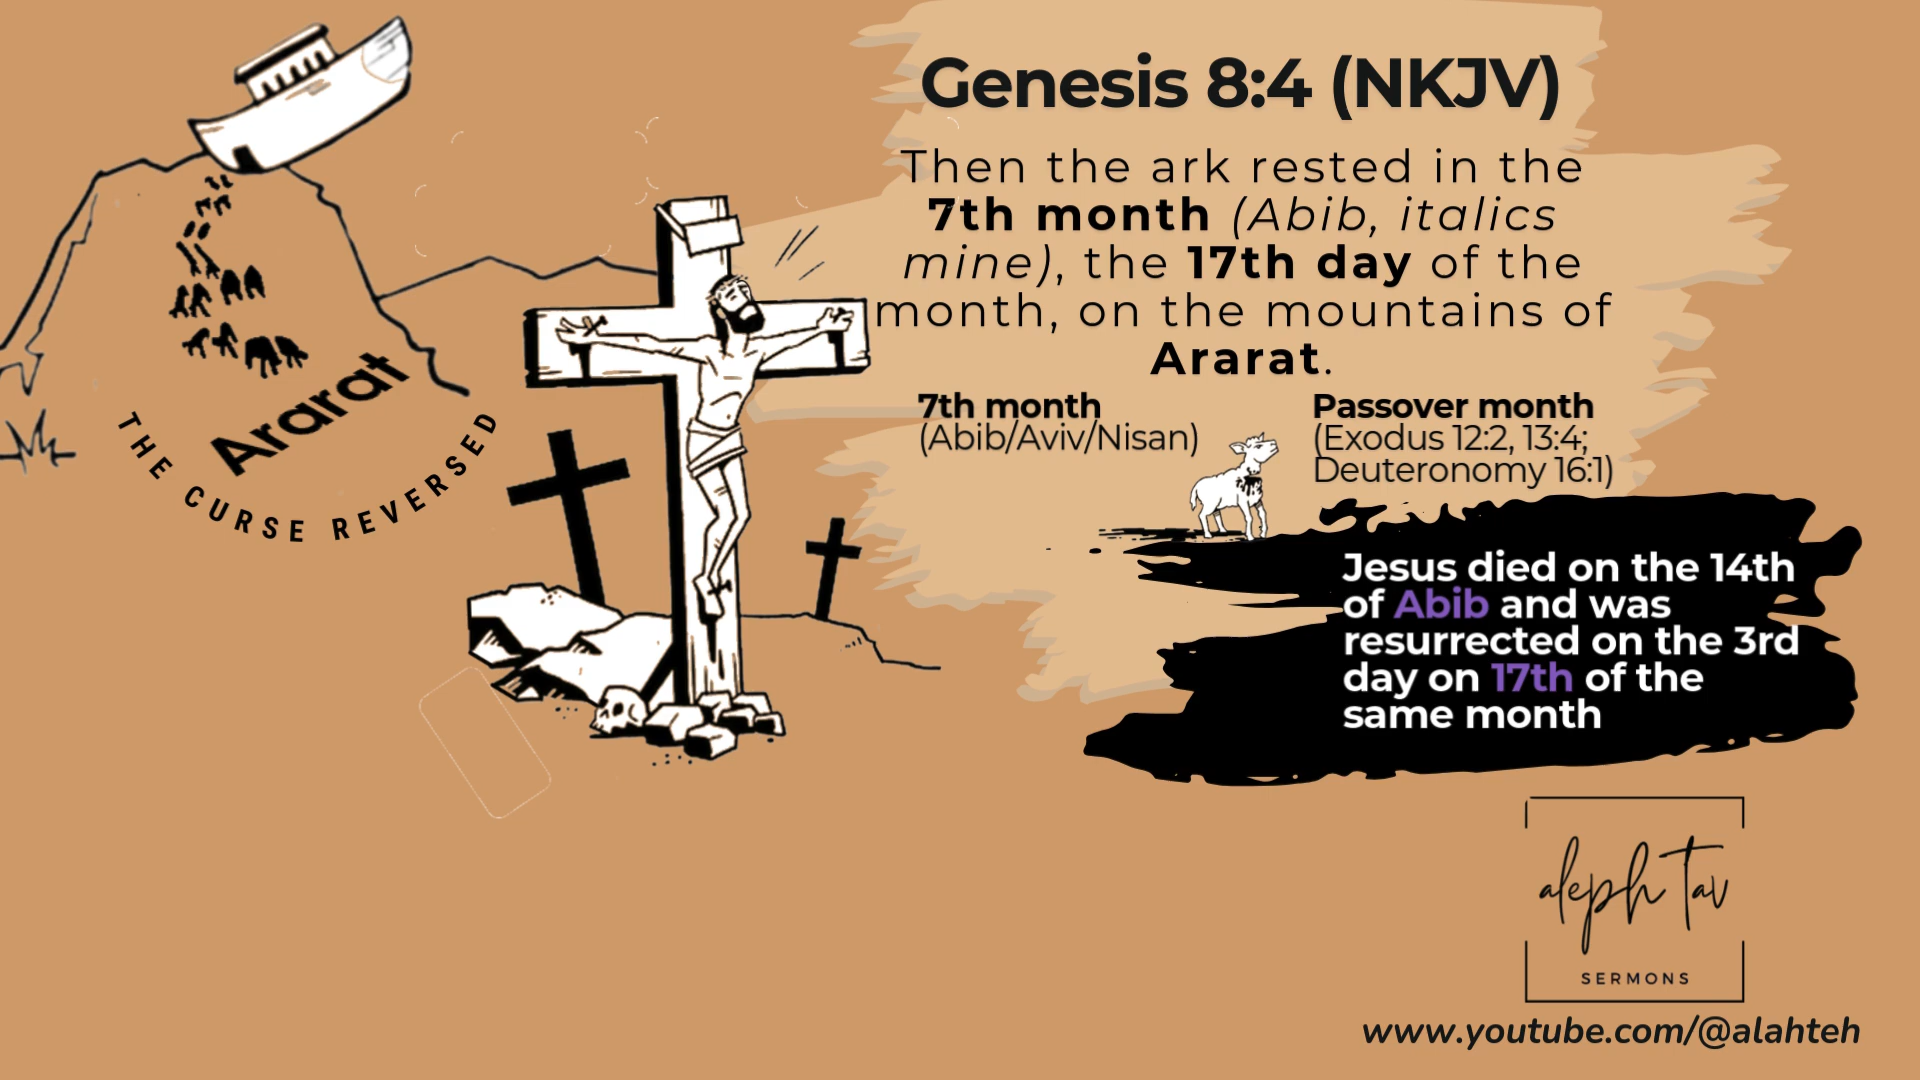 Genesis 8:4 (NKJV)
Then the ark rested in the
7th month (Abib, italics
mine), the 17th day of the
month, on the mountains of
Ararat.
7th month
(Abib/Aviv/Nisan)
Passover month
(Exodus 12:2, 13:4;
Deuteronomy 16:1)
Ararat
THE CURSE REVERSED
Jesus died on the 14th
of Abib and was
resurrected on the 3rd
day on 17th of the
same month
aleph tav
SERMONS
www.youtube.com/@alahteh